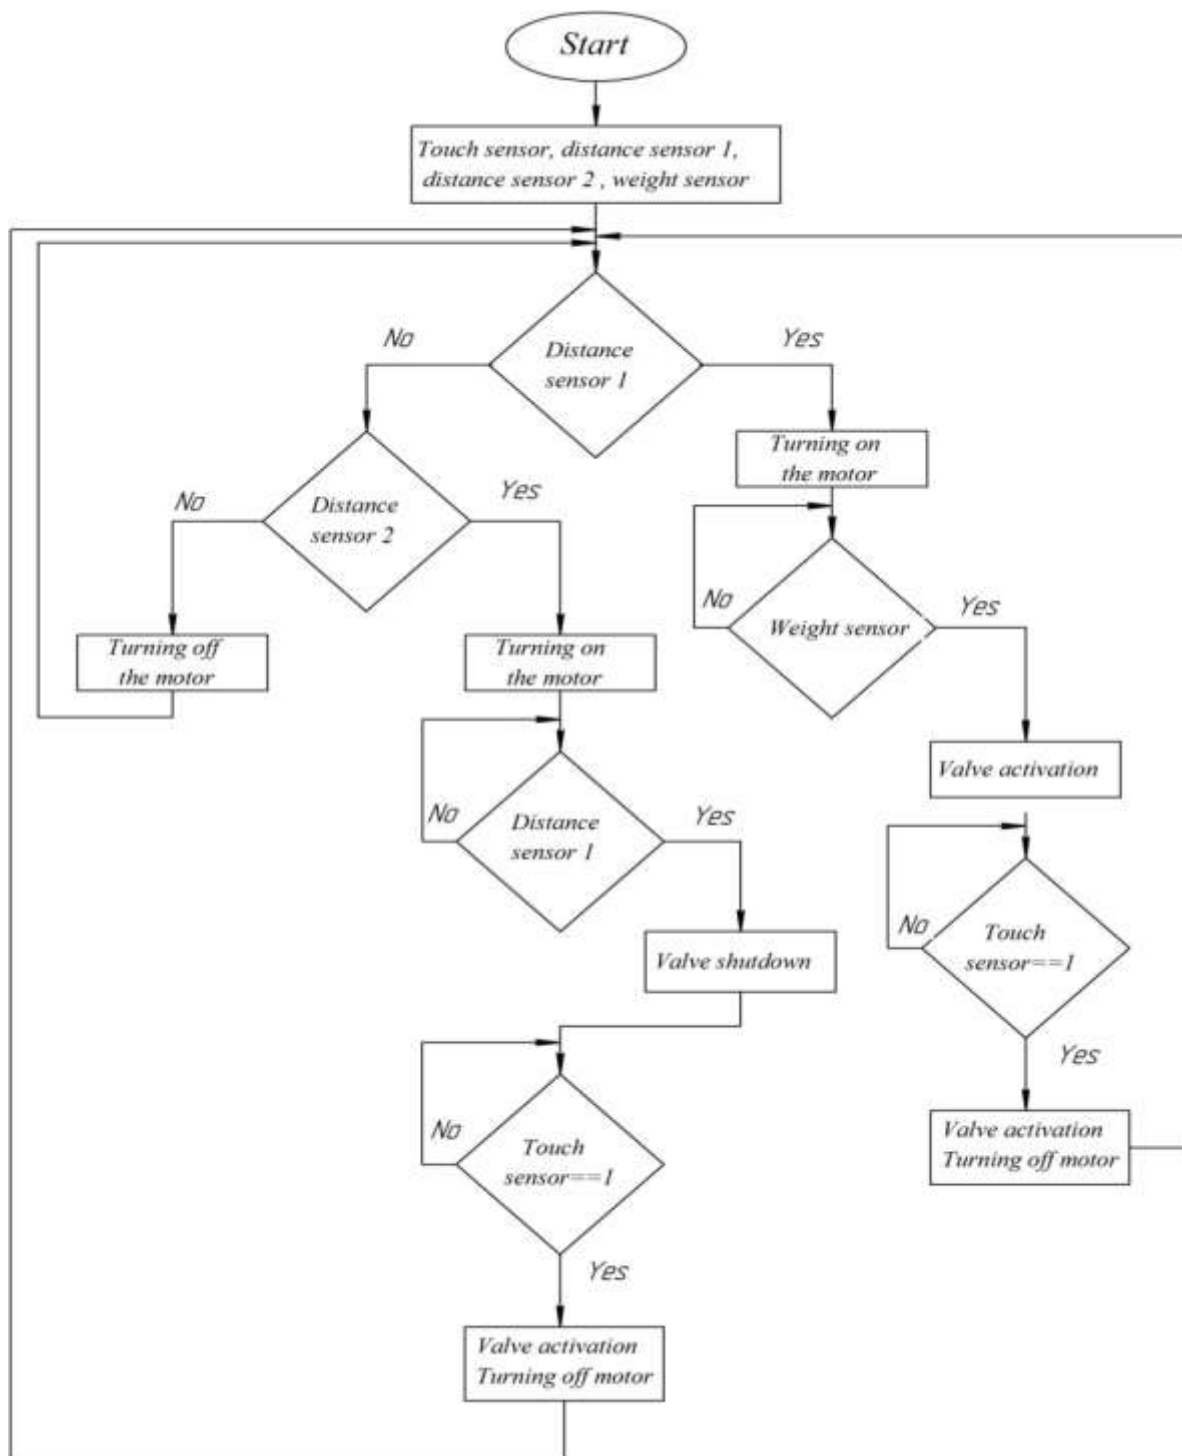 Start
Touch sensor, distance sensor 1,
distance sensor 2 , weight sensor
No
Yes
Distance
sensor 1
Turning on
the motor
No
Yes
Distance
sensor 2
No
Yes
Weight sensor
Turning off
the motor
Turning on
the motor
Valve activation
No
Yes
Distance
sensor 1
No
Touch
sensor==1
Valve shutdown
Yes
No
Touch
sensor==1
Valve activation
Turning off motor
Yes
Valve activation
Turning off motor